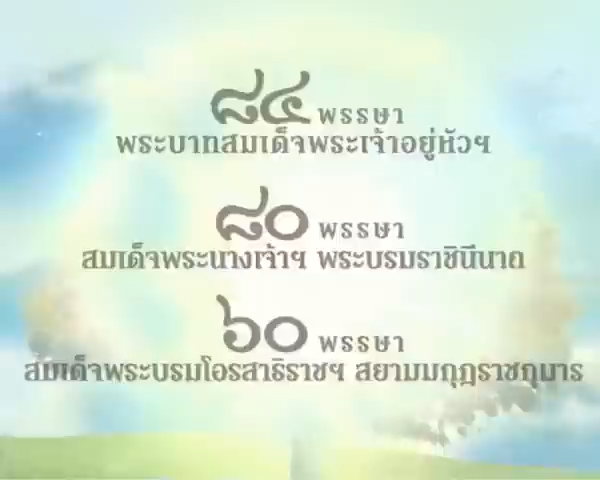 ๘๔ พรรษา
พระบาทสมเด็จพระเจ้าอยู่หัวฯ
๘๐ พรรษา
สมเด็จพระนางเจ้าฯ พระบรมราชินีนาถ
๖๐ พรรษา
สมเด็จพระบรมโอรสาธิราชฯ สยามมกุฎราชกุมาร